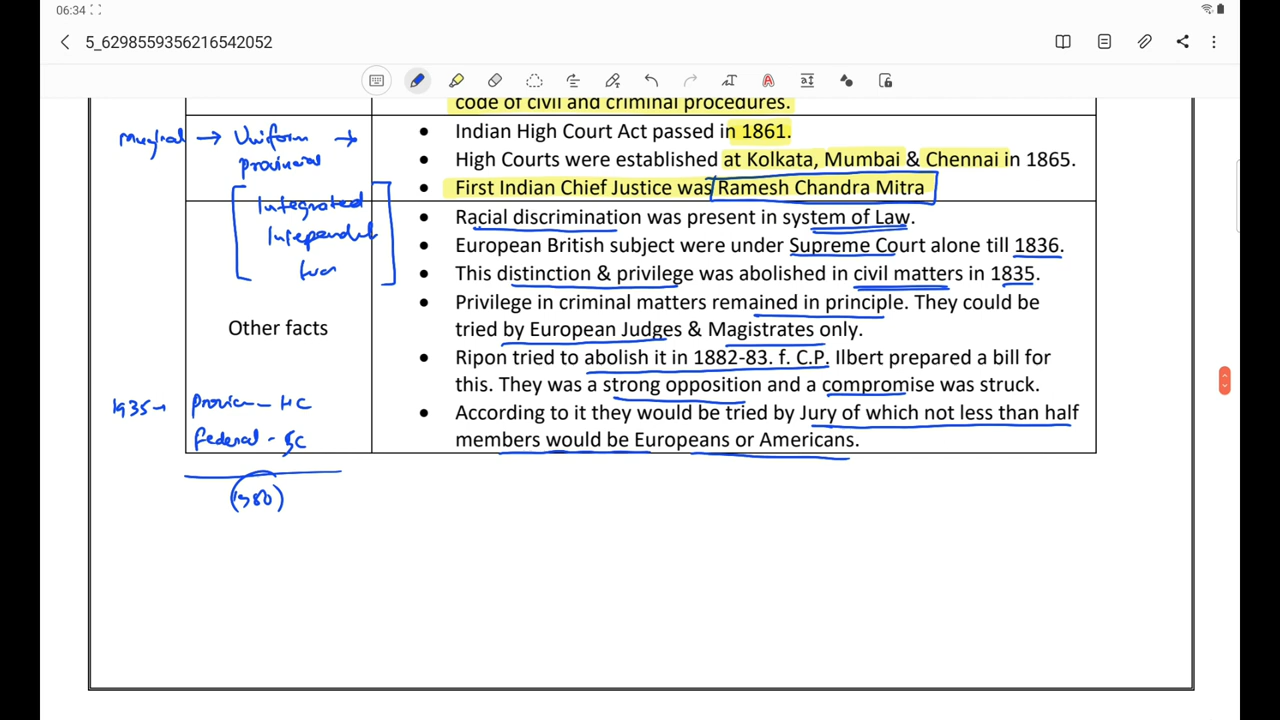 06:34
5_6298559356216542052
code of civil and criminal procedures.
• Indian High Court Act passed in 1861.
• High Courts were established at Kolkata, Mumbai & Chennai in 1865.
• First Indian Chief Justice was Ramesh Chandra Mitra
→ Uniform →
provincial
Integrated
Other facts
• Racial discrimination was present in system of Law.
• European British subject were under Supreme Court alone till 1836.
• This distinction & privilege was abolished in civil matters in 1835.
• Privilege in criminal matters remained in principle. They could be
tried by European Judges & Magistrates only.
• Ripon tried to abolish it in 1882-83. f. C.P. Ilbert prepared a bill for
this. They was a strong opposition and a compromise was struck.
• According to it they would be tried by Jury of which not less than half
members would be Europeans or Americans.
1935→
- HC
federal - SC